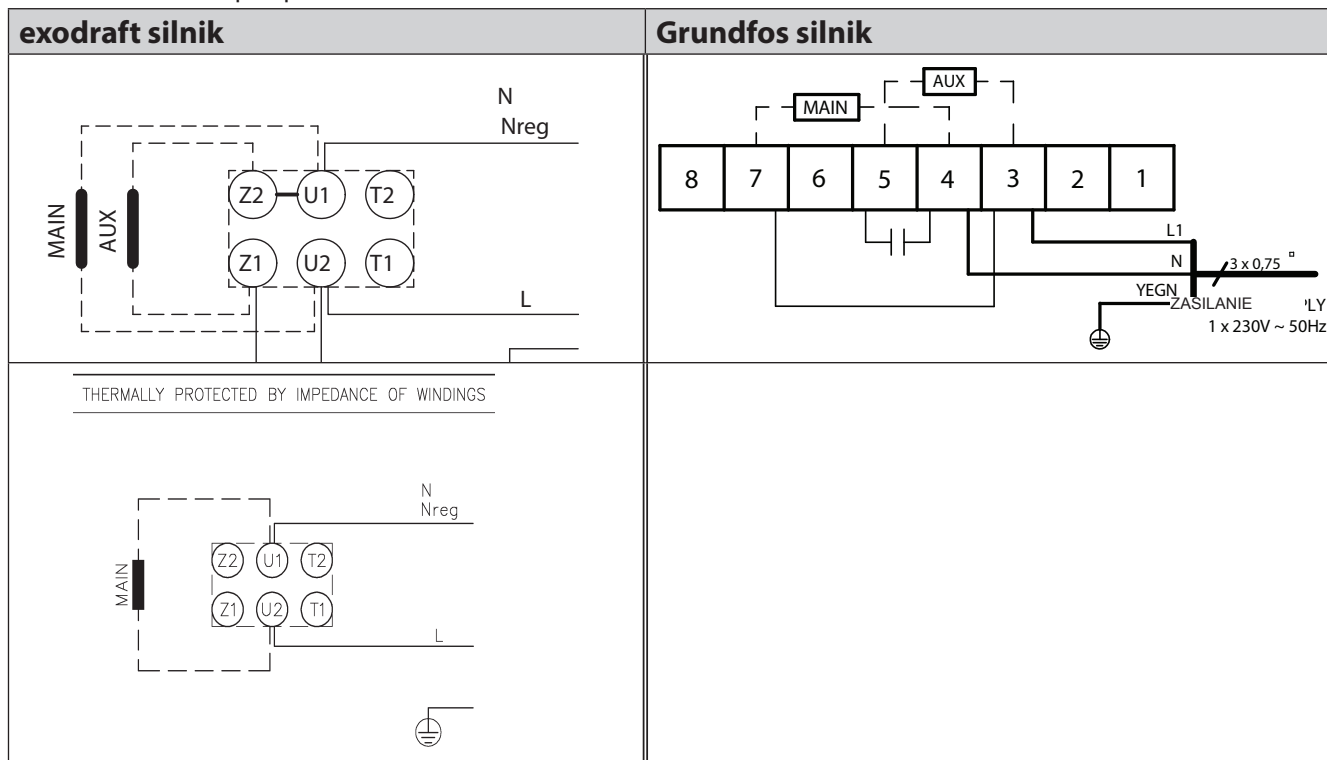 exodraft silnik
Grundfos silnik
N
Nreg
MAIN
AUX
Z2 U1 T2
Z1 U2 T1
L
AUX
MAIN
8 7 6 5 4 3 2 1
L1
N
3 x 0,75
YEGN
ZASILANIE 'LY
1 x 230V ~ 50Hz
THERMALLY PROTECTED BY IMPEDANCE OF WINDINGS
N
Nreg
MAIN
Z2 U1 T2
Z1 U2 T1
L